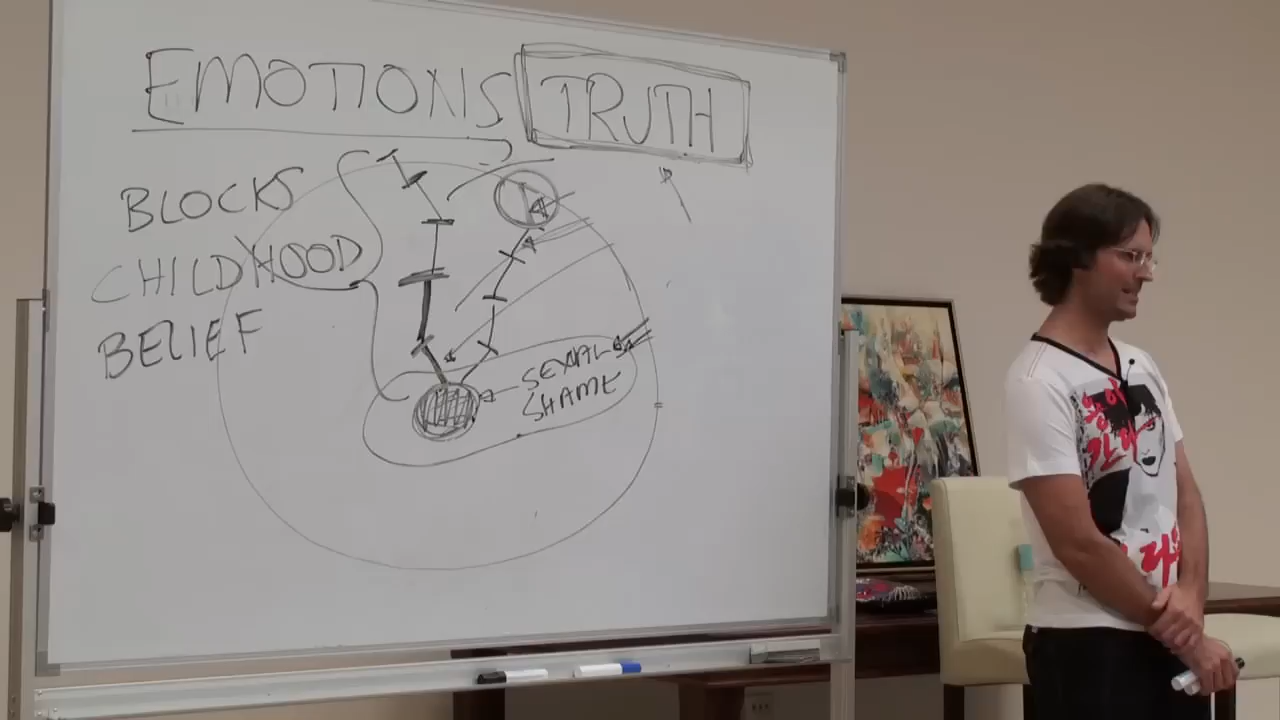 EMOTIONS TRUTH
BLOCKS
CHILDHOOD
BELIEF
SEXUAL
SHAME